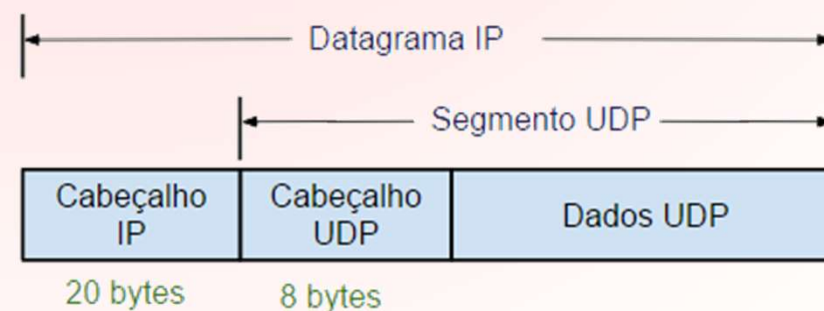 Datagrama IP
Segmento UDP
Cabeçalho
IP
Cabeçalho
UDP
Dados UDP
20 bytes
8 bytes